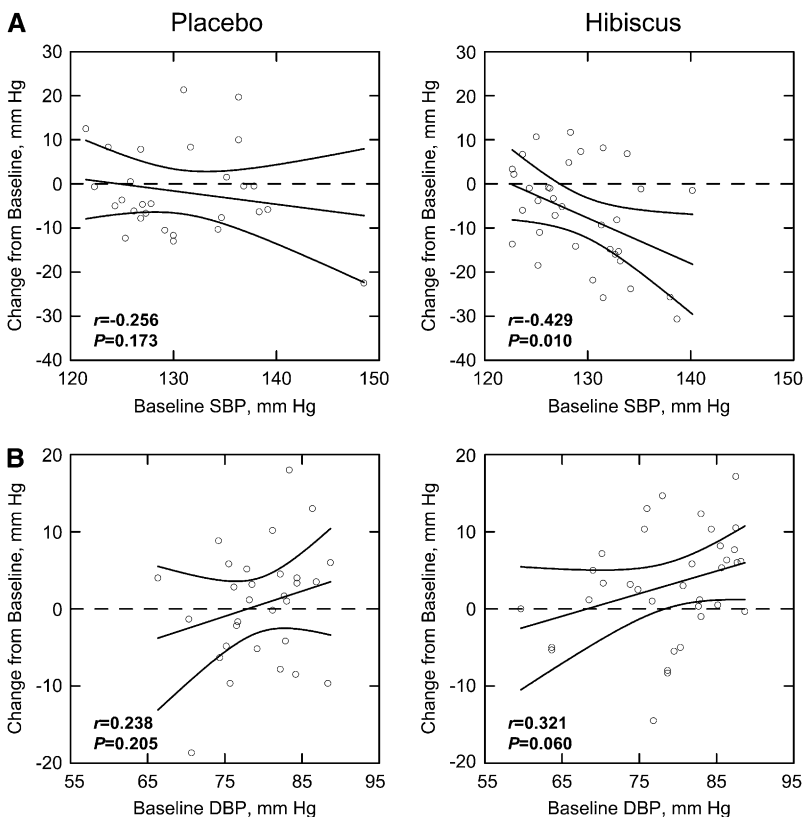 A
Placebo
Hibiscus
Change from Baseline, mm Hg
30
20
10
0
-10
-20
-30
-40
r=-0.256
P=0.173
120
130
140
150
Baseline SBP, mm Hg
Change from Baseline, mm Hg
30
20
10
0
-10
-20
-30
-40
r=-0.429
P=0.010
120
130
140
150
Baseline SBP, mm Hg
B
Change from Baseline, mm Hg
20
10
0
-10
-20
r=0.238
P=0.205
55
65
75
85
95
Baseline DBP, mm Hg
Change from Baseline, mm Hg
20
10
0
-10
-20
r=0.321
P=0.060
55
65
75
85
95
Baseline DBP, mm Hg